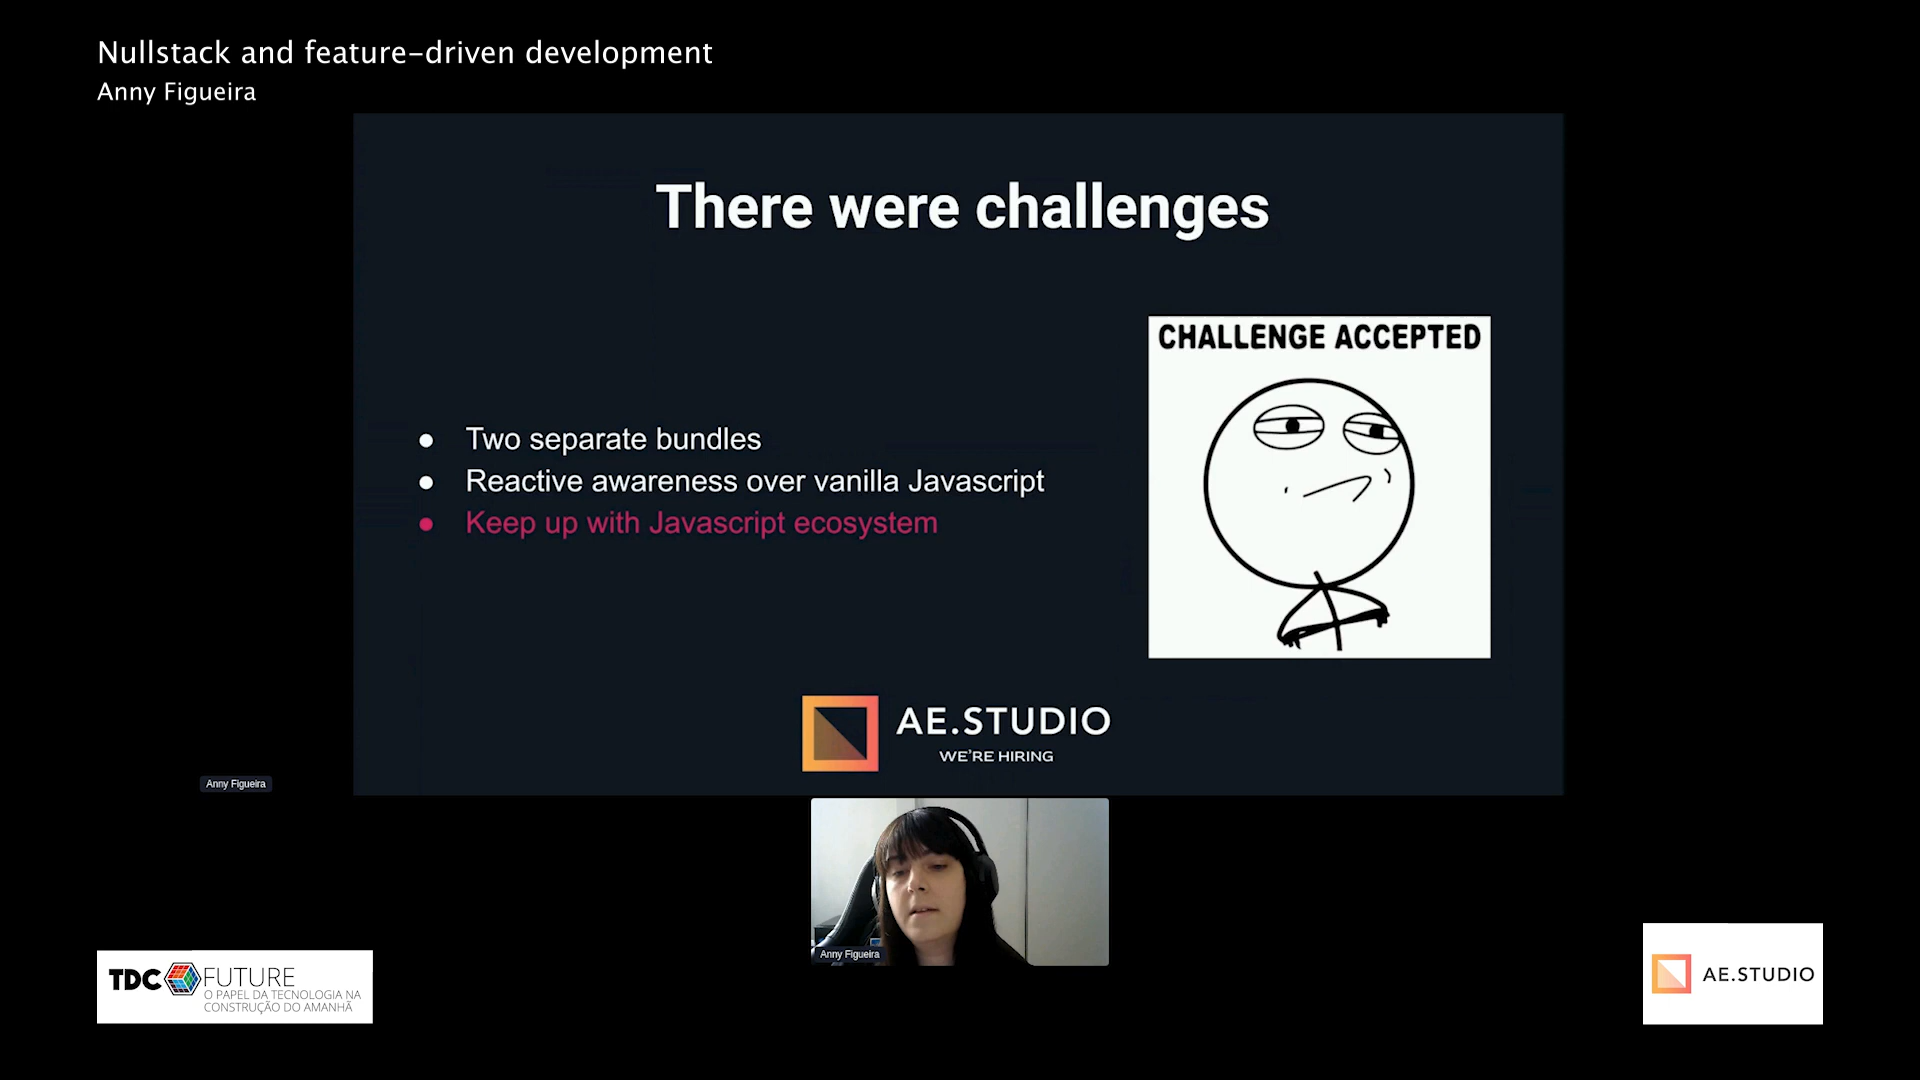 Nullstack and feature-driven development
Anny Figueira
There were challenges
CHALLENGE ACCEPTED
Two separate bundles
Reactive awareness over vanilla Javascript
Keep up with Javascript ecosystem
AE.STUDIO
WE'RE HIRING
Anny Figueira
Anny Figueira
TDC FUTURE
O PAPEL DA TECNOLOGIA NA
CONSTRUÇÃO DO AMANHÃ
AE.STUDIO